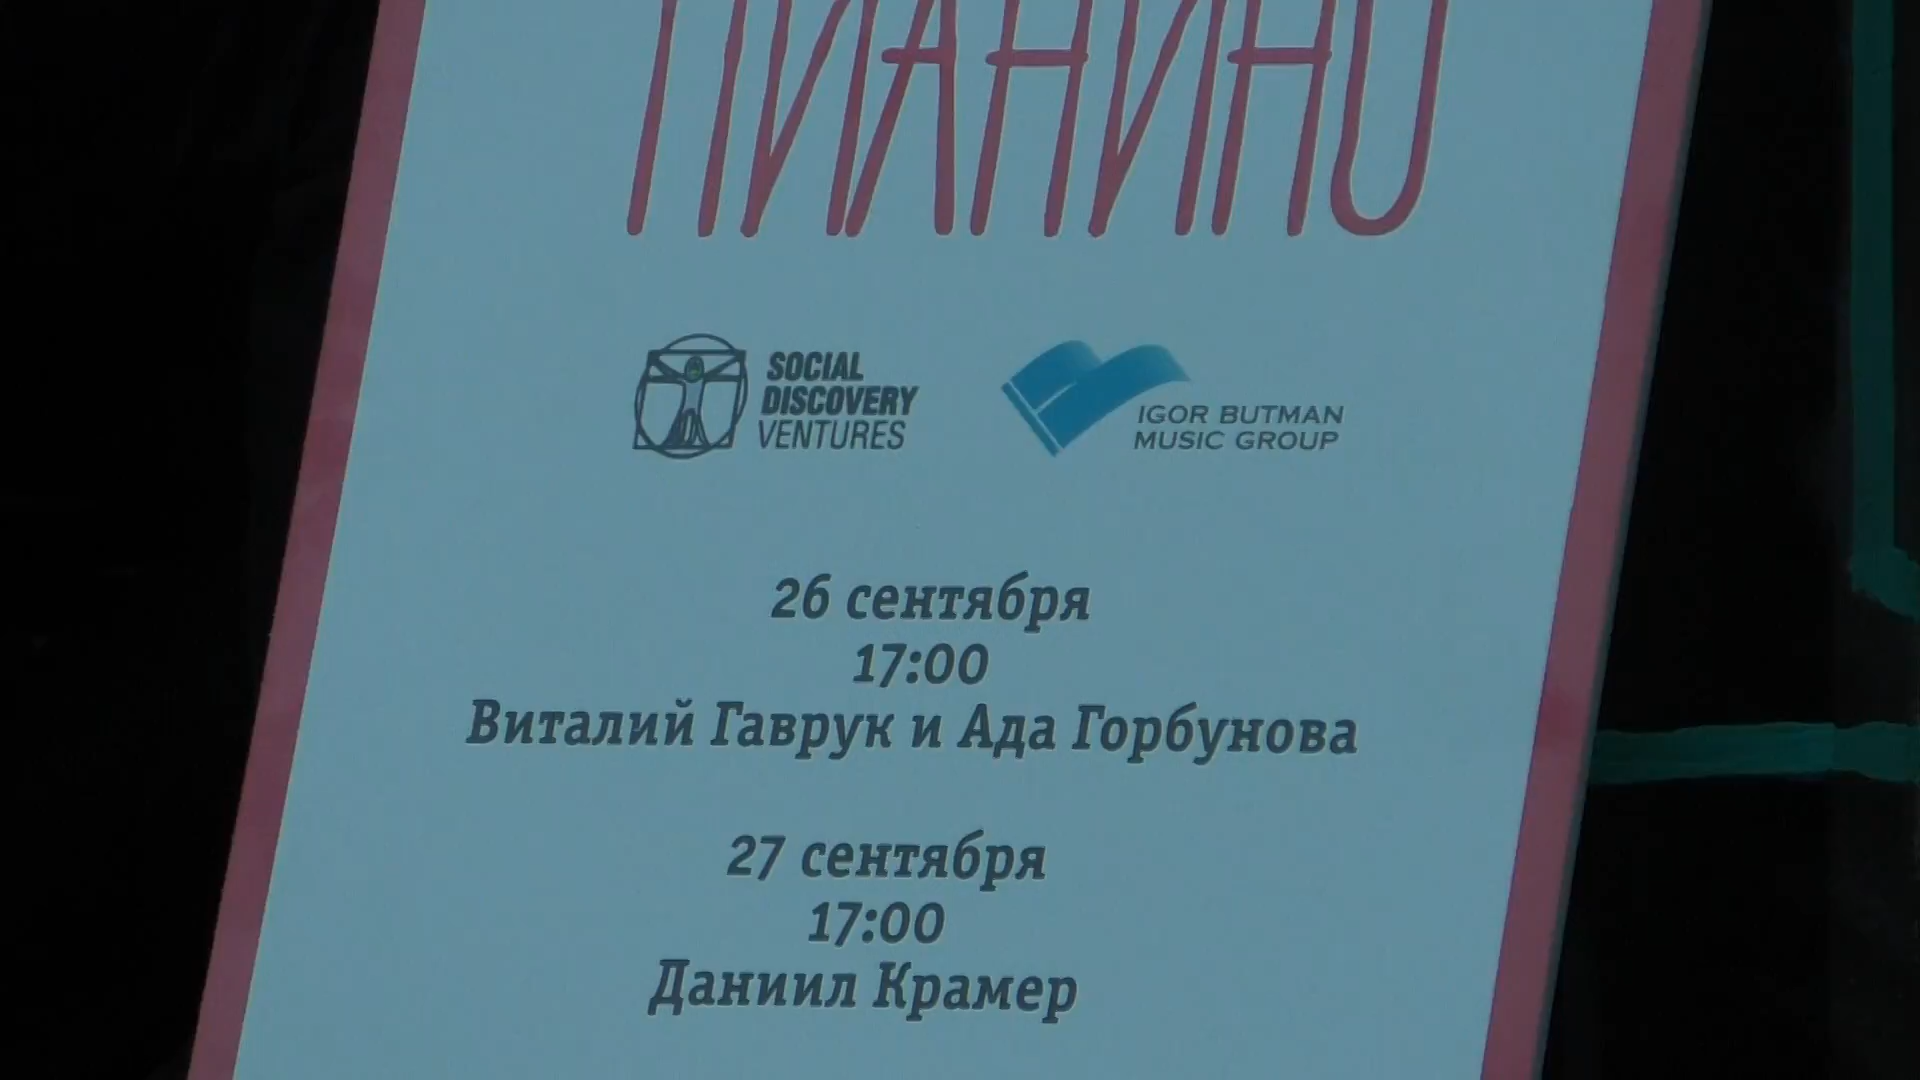 ПИАНИНО
SOCIAL
DISCOVERY
VENTURES
IGOR BUTMAN
MUSIC GROUP
26 сентября
17:00
Виталий Гаврук и Ада Горбунова
27 сентября
17:00
Даниил Крамер